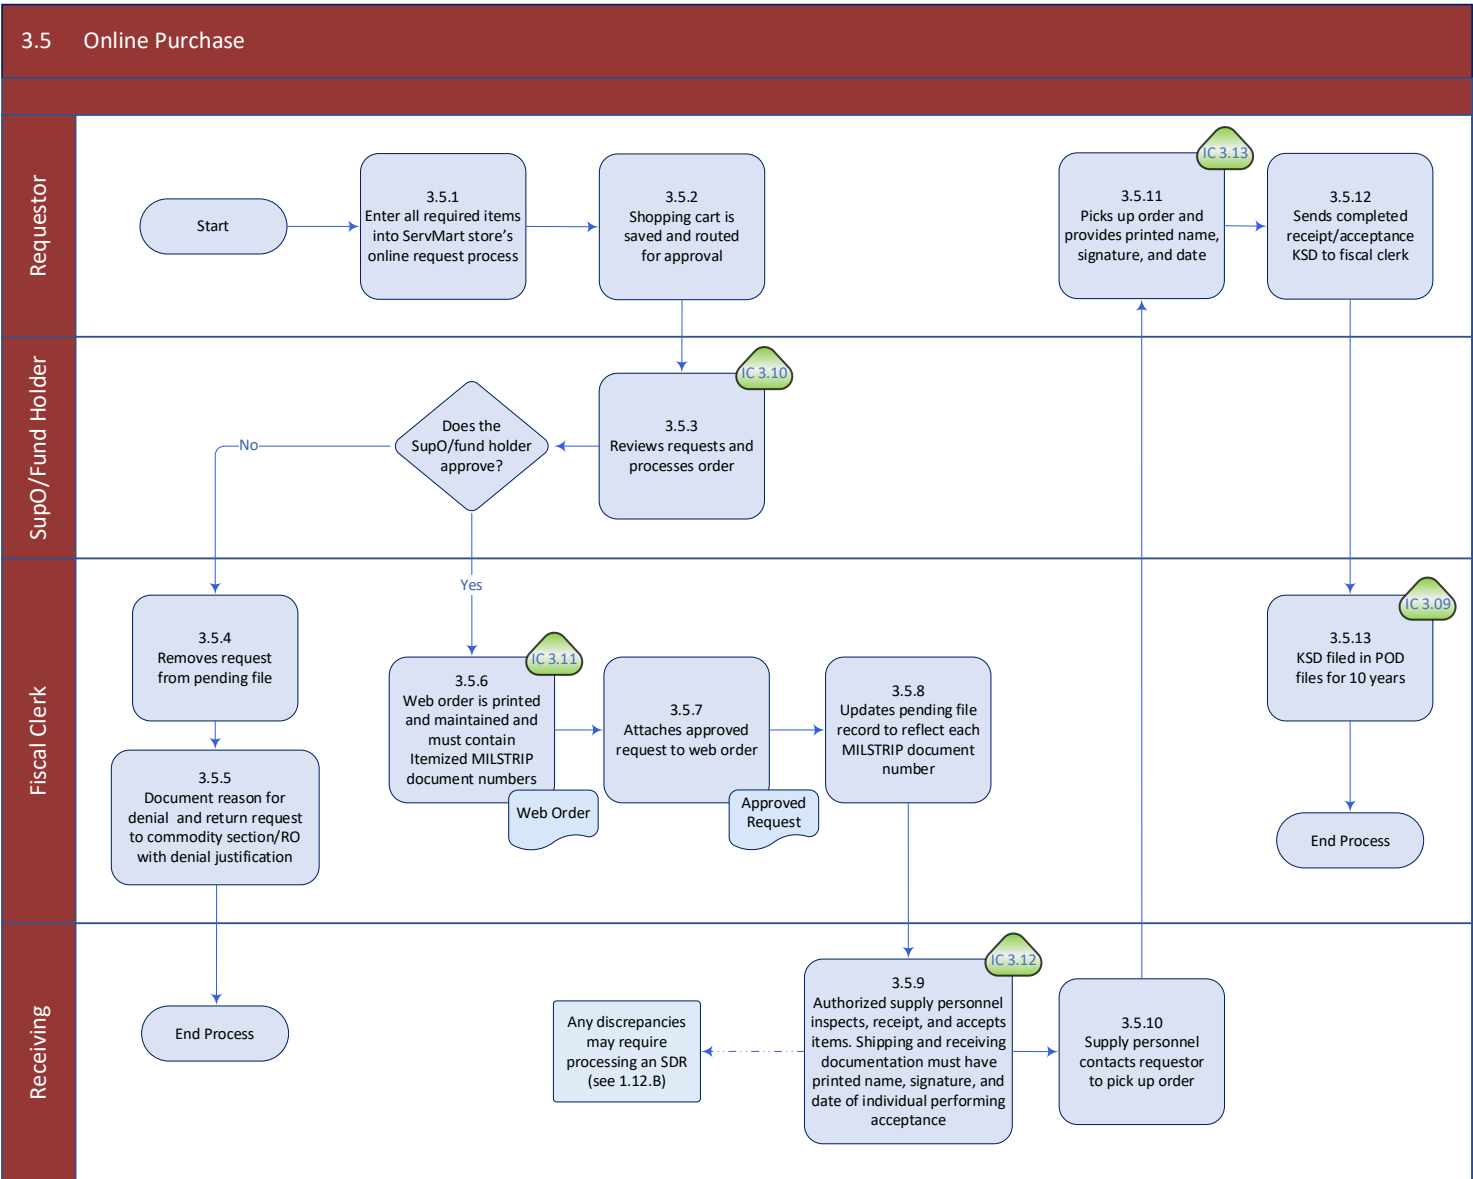 3.5 Online Purchase
Requestor
Start
3.5.1
Enter all required items
into ServMart store's
online request process
3.5.2
Shopping cart is
saved and routed
for approval
IC 3.13
3.5.11
Picks up order and
provides printed name,
signature, and date
3.5.12
Sends completed
receipt/acceptance
KSD to fiscal clerk
SupO/Fund Holder
No
Does the
SupO/fund holder
approve?
IC 3.10
3.5.3
Reviews requests and
processes order
Yes
Fiscal Clerk
3.5.4
Removes request
from pending file
3.5.5
Document reason for
denial and return request
to commodity section/RO
with denial justification
IC 3.11
3.5.6
Web order is printed
and maintained and
must contain
Itemized MILSTRIP
document numbers
Web Order
3.5.7
Attaches approved
request to web order
Approved
Request
3.5.8
Updates pending file
record to reflect each
MILSTRIP document
number
IC 3.09
3.5.13
KSD filed in POD
files for 10 years
End Process
Receiving
End Process
Any discrepancies
may require
processing an SDR
(see 1.12.B)
IC 3.12
3.5.9
Authorized supply personnel
inspects, receipt, and accepts
items. Shipping and receiving
documentation must have
printed name, signature, and
date of individual performing
acceptance
3.5.10
Supply personnel
contacts requestor
to pick up order